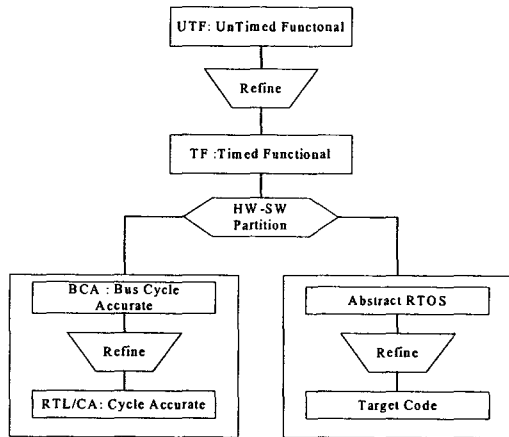 UTF: UnTimed Functonal
Refine
TF :Timed Functional
HW-SW
Partition
BCA : Bus Cycle
Accurate
Refine
RTL/CA: Cycle Accurate
Abstract RTOS
Refine
Target Code